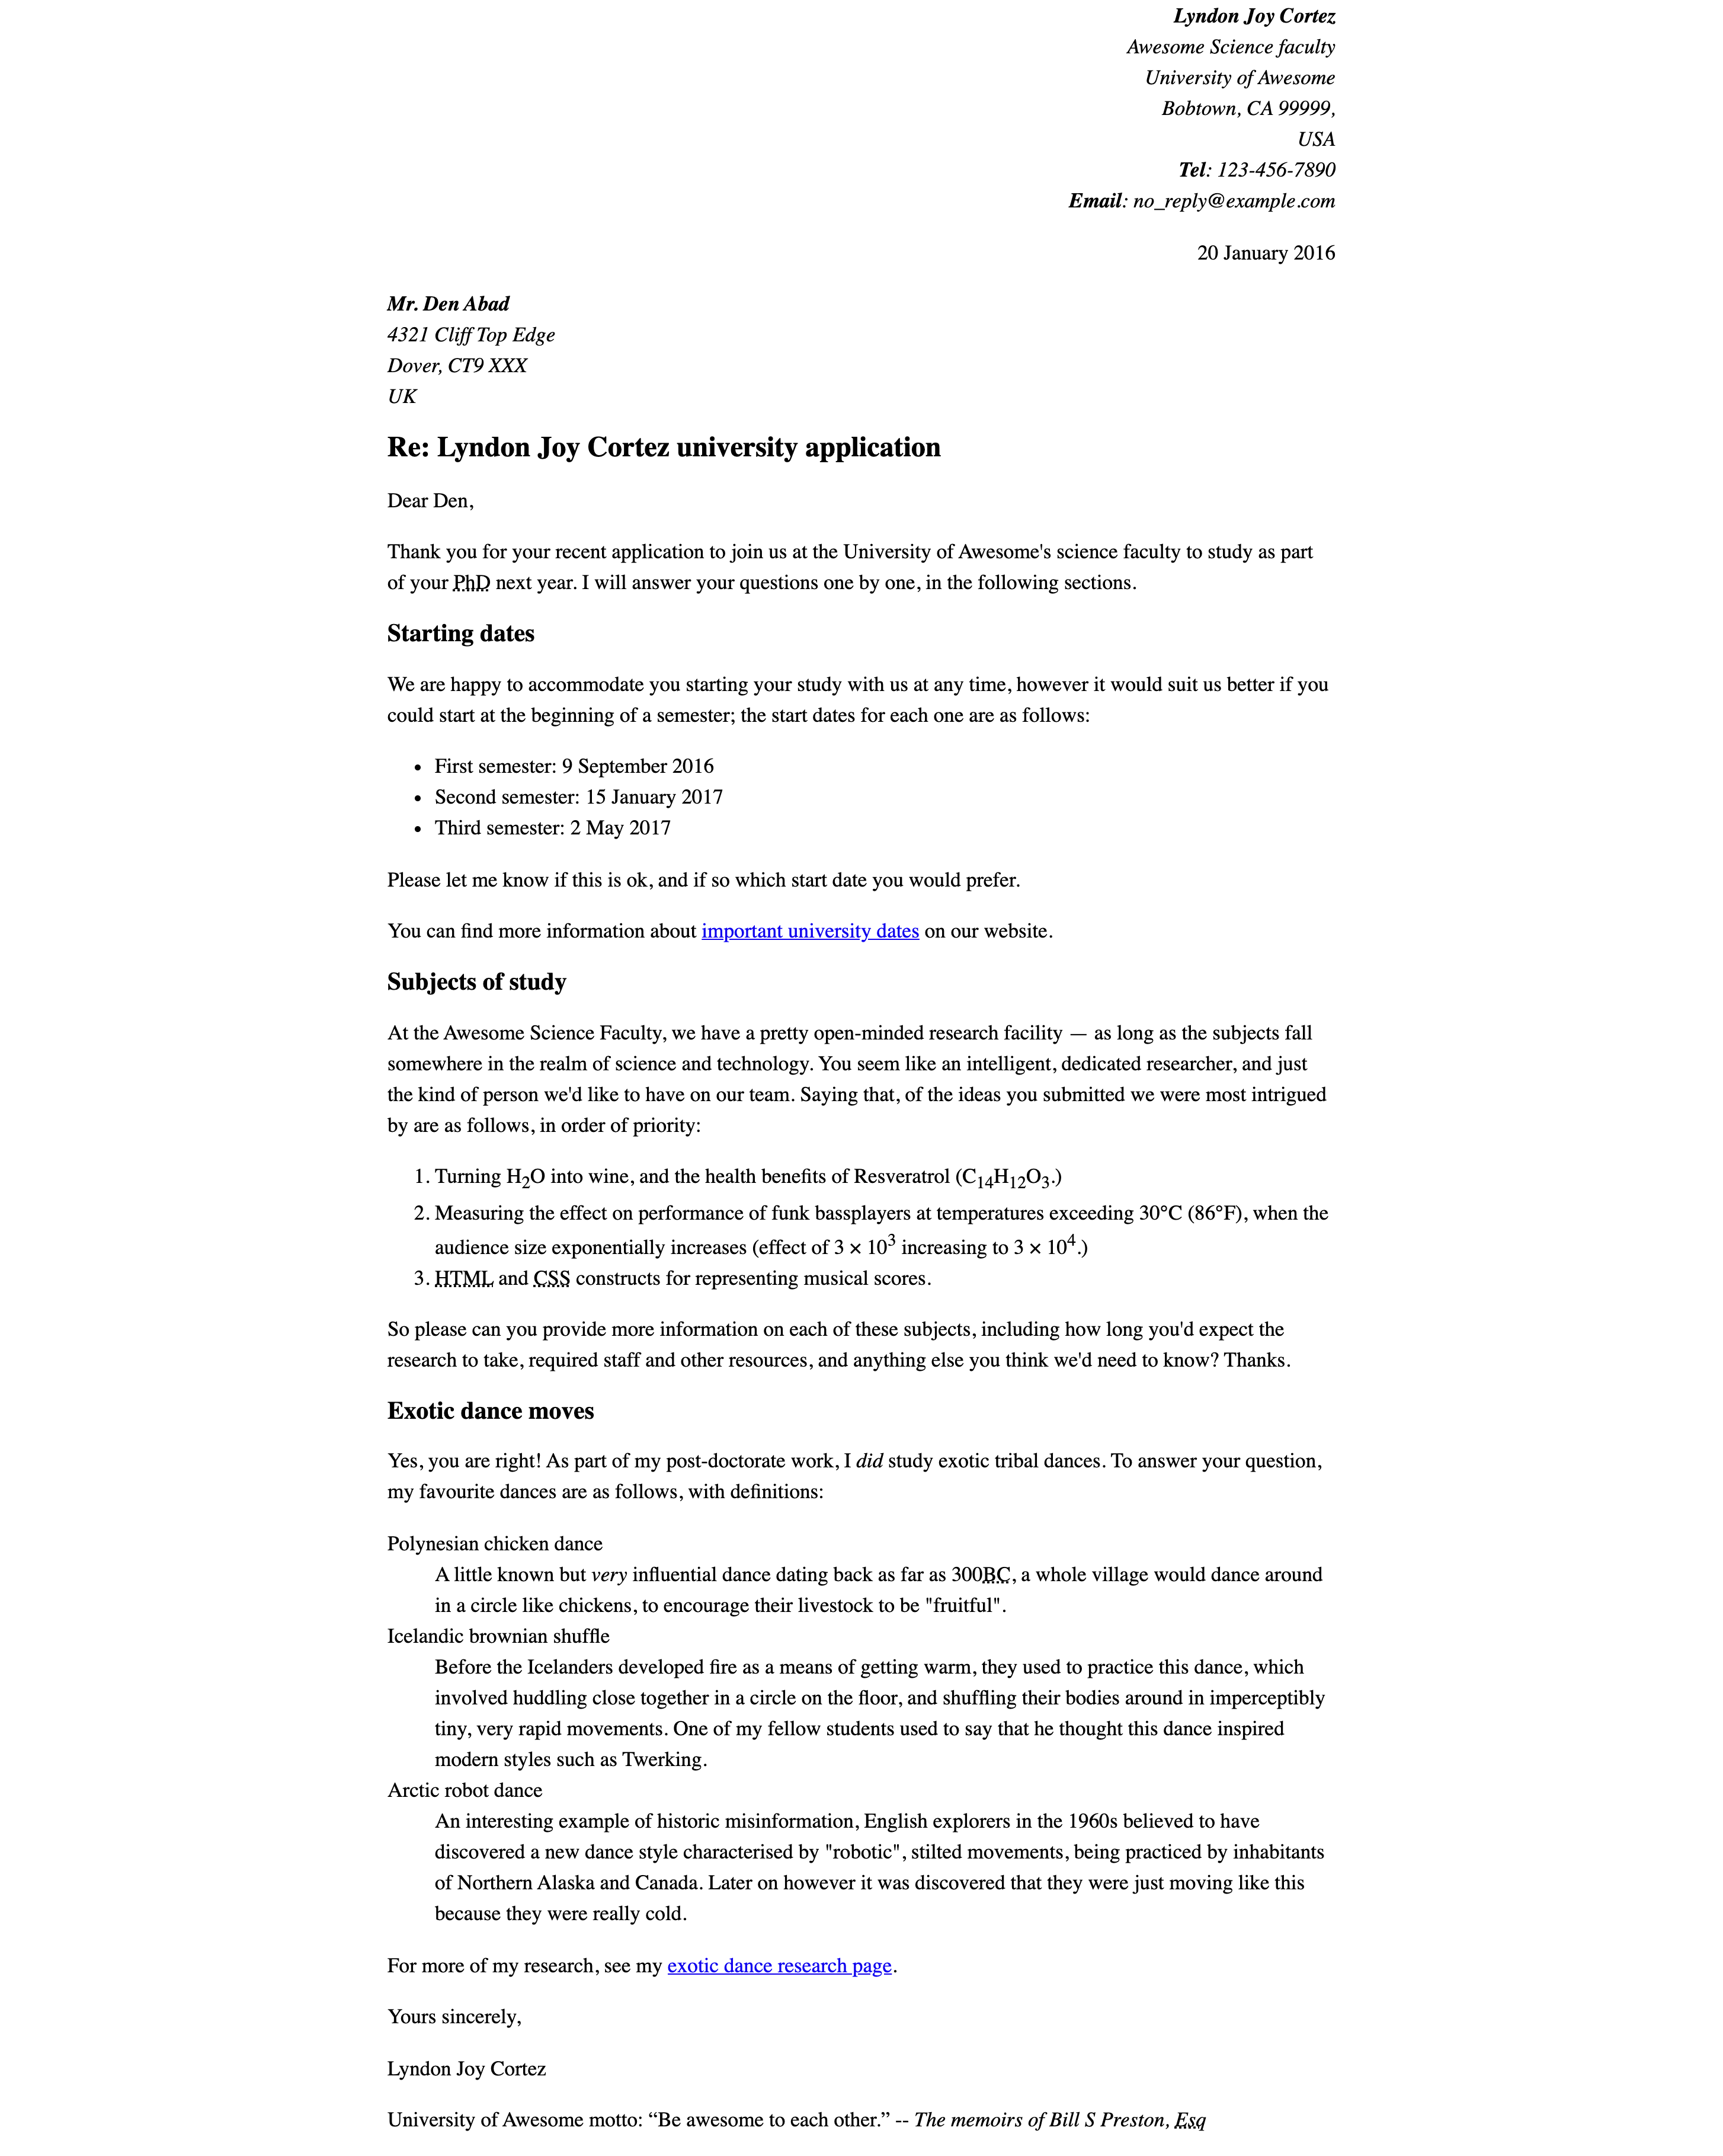 Lyndon Joy Cortez
Awesome Science faculty
University of Awesome
Bobtown, CA 99999,
USA
Tel: 123-456-7890
Email: no_reply@example.com
20 January 2016
Mr. Den Abad
4321 Cliff Top Edge
Dover, CT9 XXX
UK
Re: Lyndon Joy Cortez university application
Dear Den,
Thank you for your recent application to join us at the University of Awesome's science faculty to study as part
of your PhD next year. I will answer your questions one by one, in the following sections.
Starting dates
We are happy to accommodate you starting your study with us at any time, however it would suit us better if you
could start at the beginning of a semester; the start dates for each one are as follows:
• First semester: 9 September 2016
• Second semester: 15 January 2017
• Third semester: 2 May 2017
Please let me know if this is ok, and if so which start date you would prefer.
You can find more information about important university dates on our website.
Subjects of study
At the Awesome Science Faculty, we have a pretty open-minded research facility — as long as the subjects fall
somewhere in the realm of science and technology. You seem like an intelligent, dedicated researcher, and just
the kind of person we'd like to have on our team. Saying that, of the ideas you submitted we were most intrigued
by are as follows, in order of priority:
1. Turning H₂O into wine, and the health benefits of Resveratrol (C₁₄H₁₂O₃.)
2. Measuring the effect on performance of funk bassplayers at temperatures exceeding 30°C (86°F), when the
audience size exponentially increases (effect of 3 × 10³ increasing to 3 × 10⁴.)
3. HTML and CSS constructs for representing musical scores.
So please can you provide more information on each of these subjects, including how long you'd expect the
research to take, required staff and other resources, and anything else you think we'd need to know? Thanks.
Exotic dance moves
Yes, you are right! As part of my post-doctorate work, I did study exotic tribal dances. To answer your question,
my favourite dances are as follows, with definitions:
Polynesian chicken dance
A little known but very influential dance dating back as far as 300BC, a whole village would dance around
in a circle like chickens, to encourage their livestock to be "fruitful".
Icelandic brownian shuffle
Before the Icelanders developed fire as a means of getting warm, they used to practice this dance, which
involved huddling close together in a circle on the floor, and shuffling their bodies around in imperceptibly
tiny, very rapid movements. One of my fellow students used to say that he thought this dance inspired
modern styles such as Twerking.
Arctic robot dance
An interesting example of historic misinformation, English explorers in the 1960s believed to have
discovered a new dance style characterised by "robotic", stilted movements, being practiced by inhabitants
of Northern Alaska and Canada. Later on however it was discovered that they were just moving like this
because they were really cold.
For more of my research, see my exotic dance research page.
Yours sincerely,
Lyndon Joy Cortez
University of Awesome motto: “Be awesome to each other.” -- The memoirs of Bill S Preston, Esq